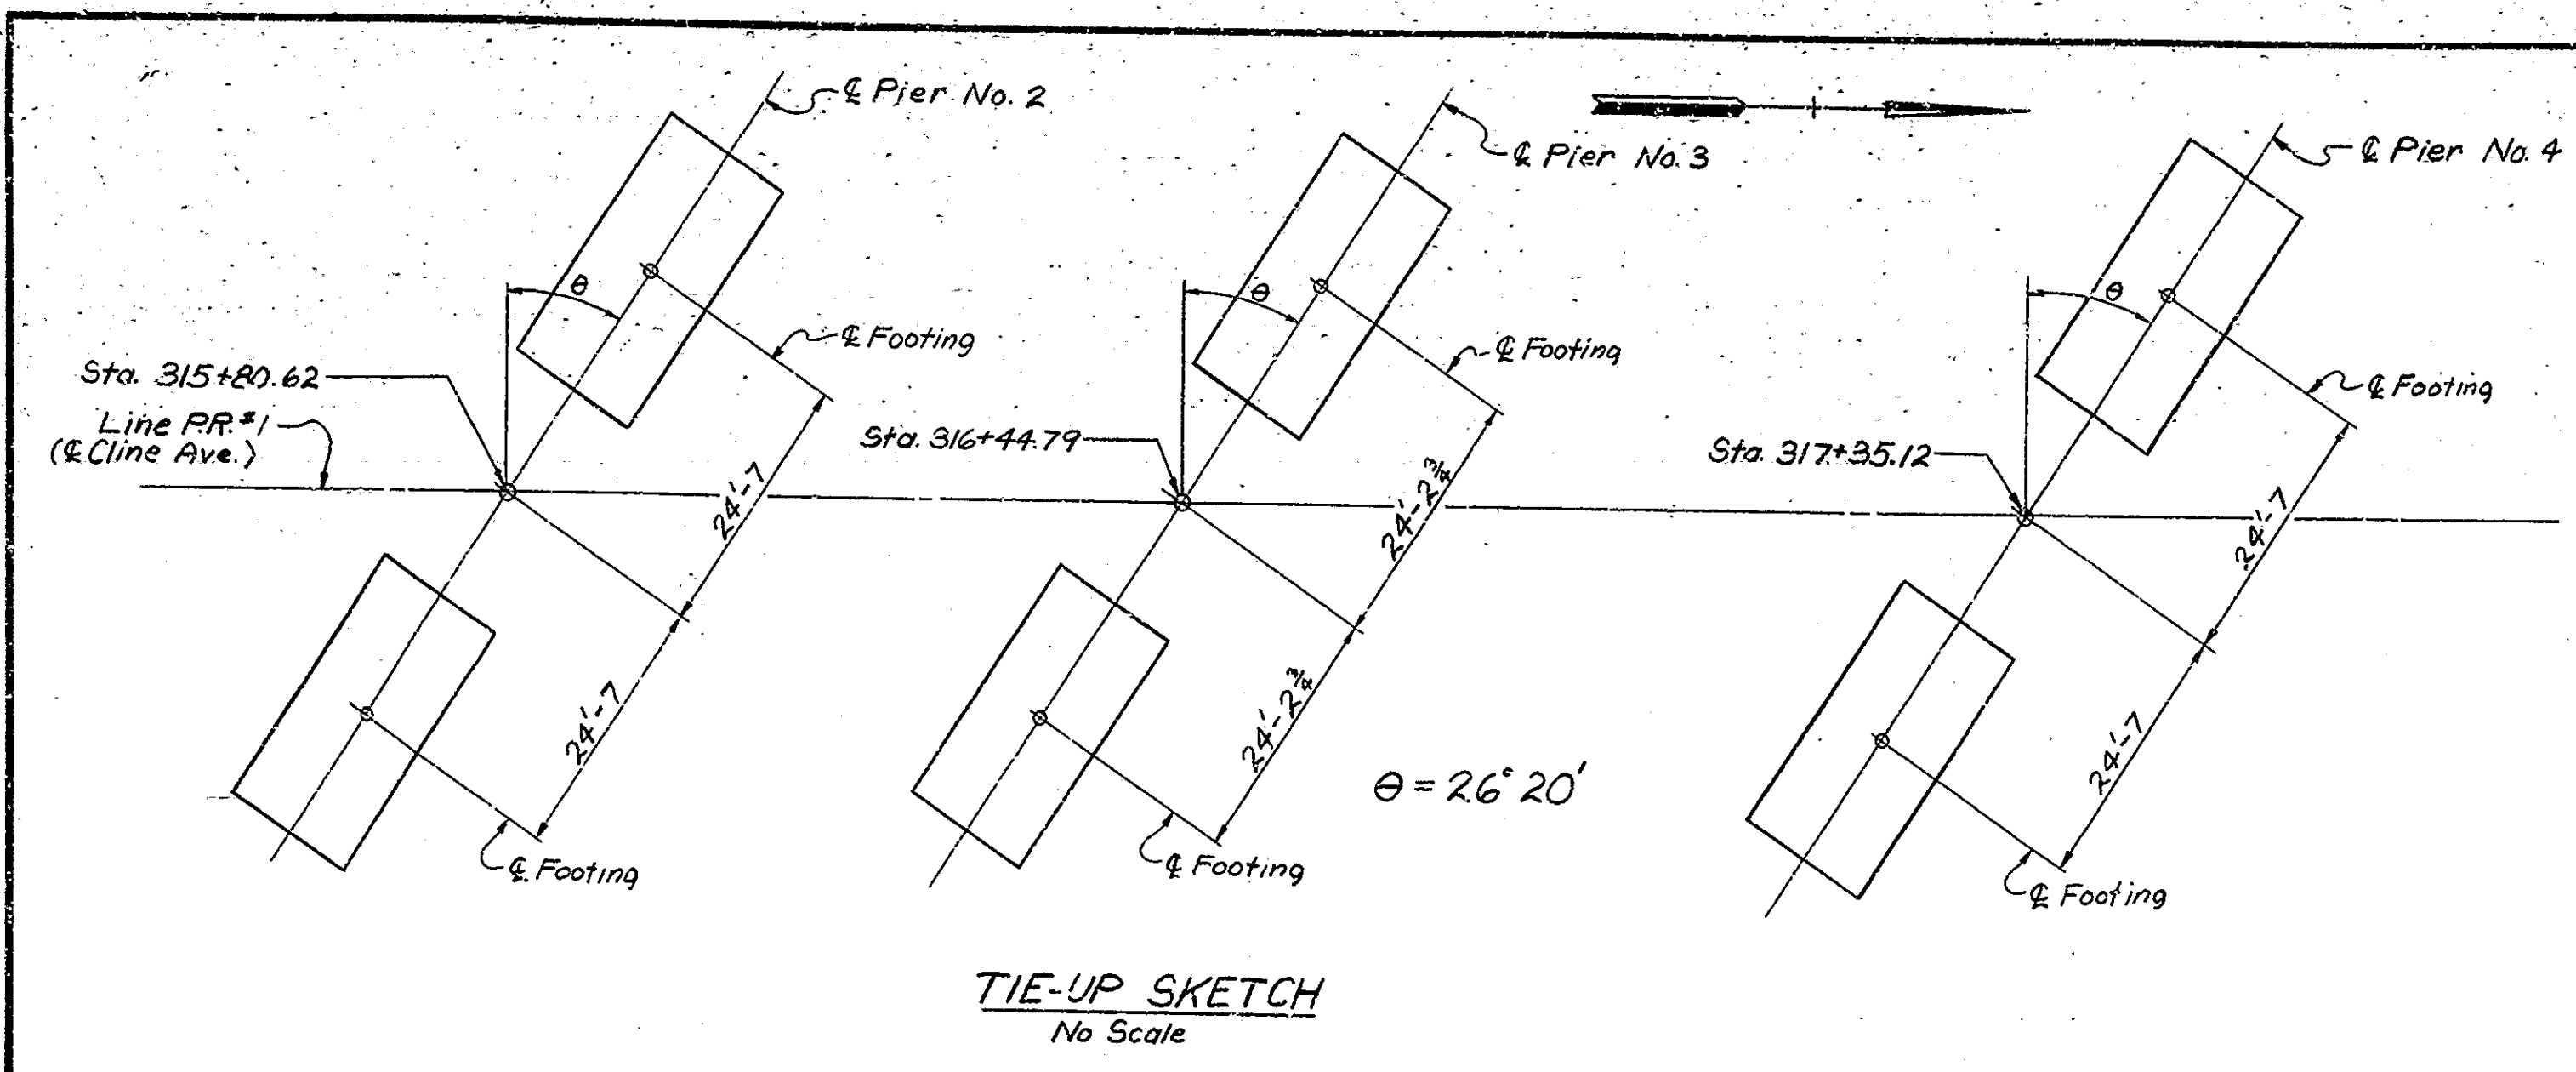 ℄ Pier No. 2
℄ Pier No. 3
℄ Pier No. 4
θ
θ
θ
℄ Footing
℄ Footing
℄ Footing
Sta. 315+80.62
Line P.R.#1
(℄ Cline Ave.)
Sta. 316+44.79
Sta. 317+35.12
24'-7
24'-2¾
24'-7
24'-7
24'-2¾
24'-7
θ = 26° 20'
℄ Footing
℄ Footing
℄ Footing
TIE-UP SKETCH
No Scale